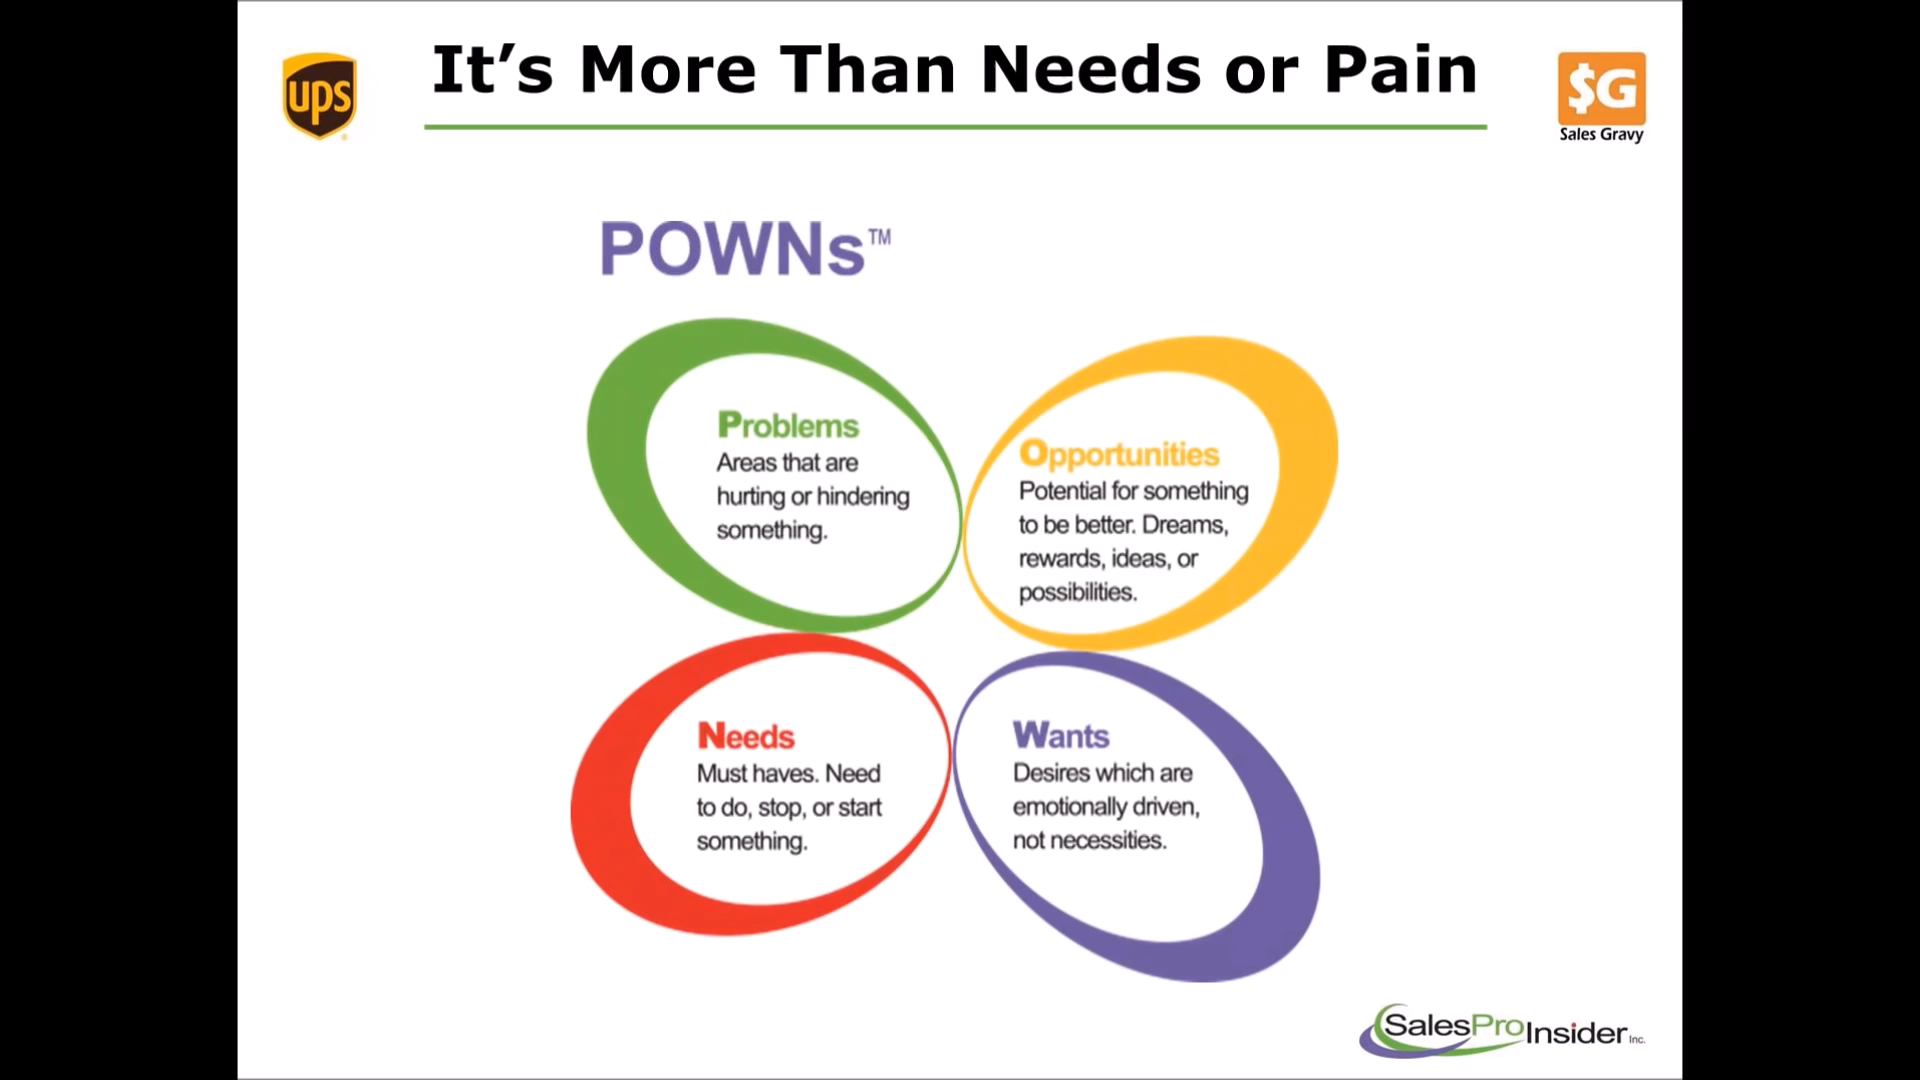 It's More Than Needs or Pain
ups
$G
Sales Gravy
POWNs™
Problems
Areas that are
hurting or hindering
something.
Opportunities
Potential for something
to be better. Dreams,
rewards, ideas, or
possibilities.
Needs
Must haves. Need
to do, stop, or start
something.
Wants
Desires which are
emotionally driven,
not necessities.
SalesProInsider Inc.